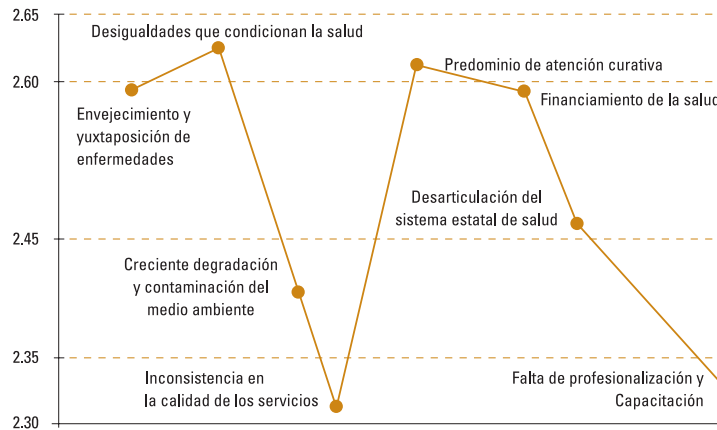 2.65
Desigualdades que condicionan la salud
Predominio de atención curativa
2.60
Financiamiento de la salud
Envejecimiento y
yuxtaposición de
enfermedades
Desarticulación del
sistema estatal de salud
2.45
Creciente degradación
y contaminación del
medio ambiente
2.35
Inconsistencia en
la calidad de los servicios
Falta de profesionalización y
Capacitación
2.30